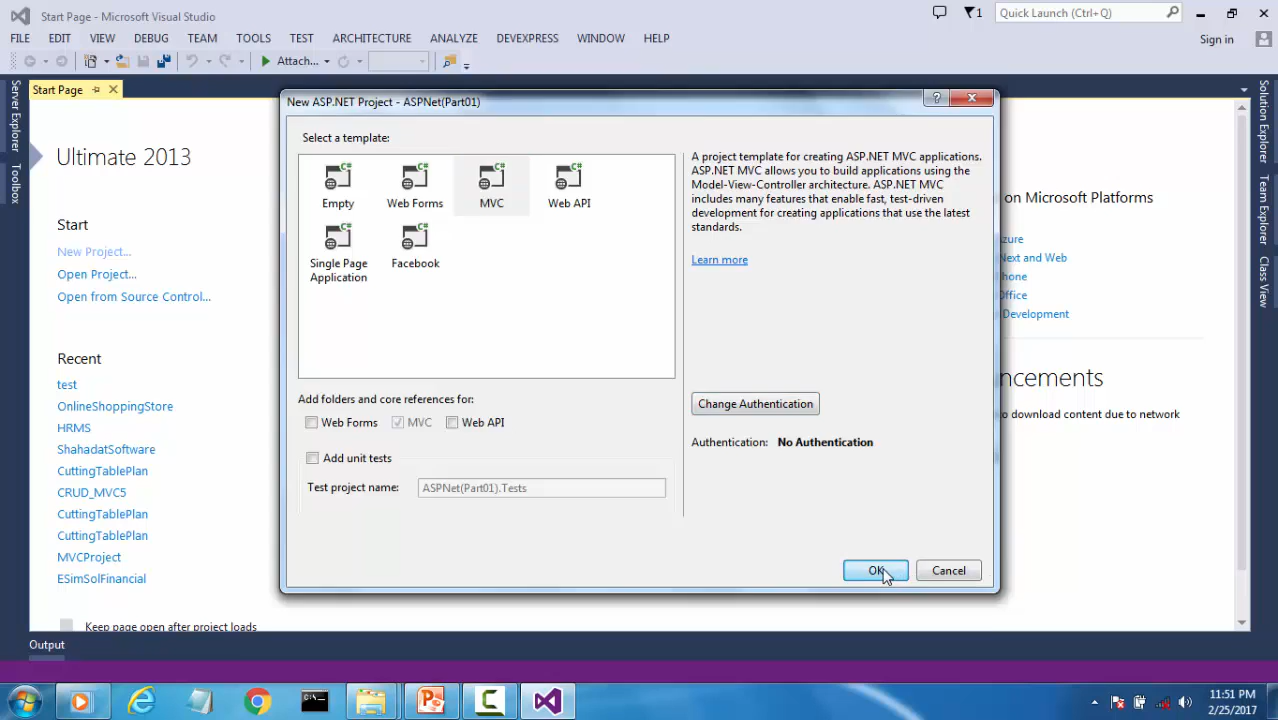 Start Page - Microsoft Visual Studio
1
Quick Launch (Ctrl+Q)
FILE EDIT VIEW DEBUG TEAM TOOLS TEST ARCHITECTURE ANALYZE DEVEXPRESS WINDOW HELP
Sign in
Attach...
Start Page
Server Explorer
Toolbox
Solution Explorer
Team Explorer
Class View
Ultimate 2013
Start
New Project...
Open Project...
Open from Source Control...
Recent
test
OnlineShoppingStore
HRMS
ShahadatSoftware
CuttingTablePlan
CRUD_MVC5
CuttingTablePlan
CuttingTablePlan
MVCProject
ESimSolFinancial
Keep page open after project loads
New ASP.NET Project - ASPNet(Part01)
?
Select a template:
Empty
Web Forms
MVC
Web API
Single Page
Application
Facebook
Add folders and core references for:
Web Forms MVC Web API
Add unit tests
Test project name: ASPNet(Part01).Tests
A project template for creating ASP.NET MVC applications.
ASP.NET MVC allows you to build applications using the
Model-View-Controller architecture. ASP.NET MVC
includes many features that enable fast, test-driven
development for creating applications that use the latest
standards.
Learn more
Change Authentication
Authentication: No Authentication
OK
Cancel
on Microsoft Platforms
zure
Next and Web
hone
Office
Development
ncements
to download content due to network
Output
11:51 PM
2/25/2017